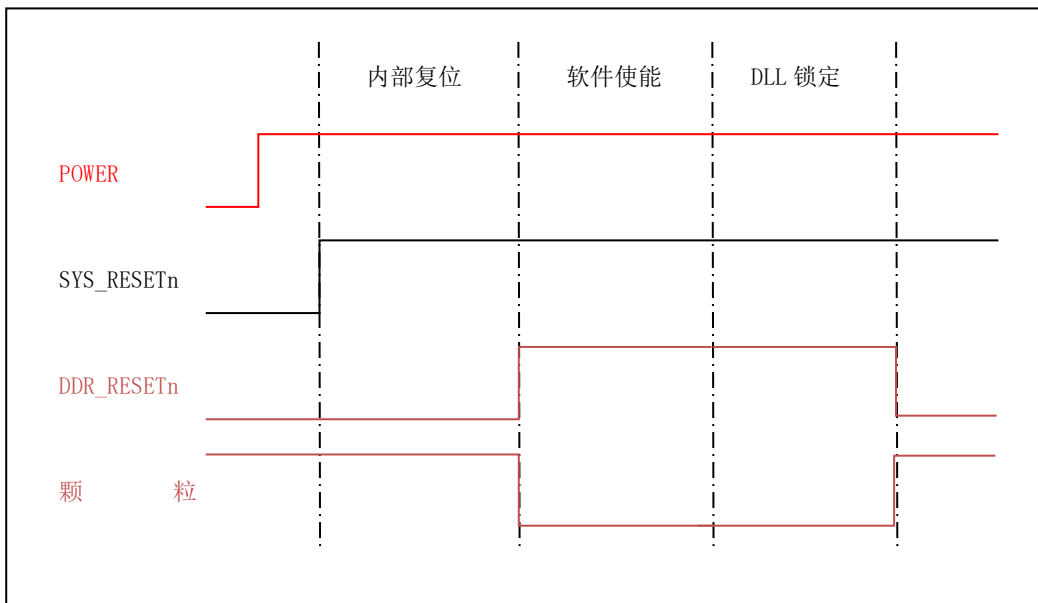 内部复位
软件使能
DLL 锁定
POWER
SYS_RESETn
DDR_RESETn
颗 粒